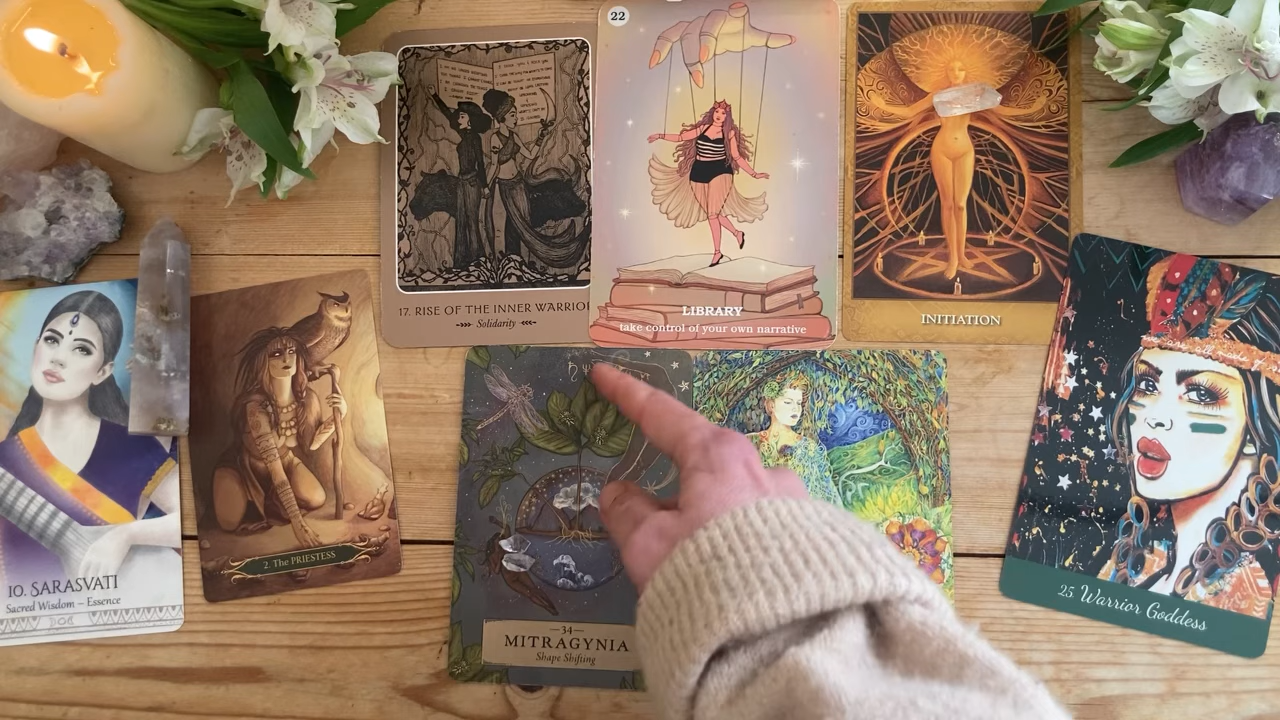 22
17. RISE OF THE INNER WARRIOR
Solidarity
LIBRARY
take control of your own narrative
INITIATION
10. SARASVATI
Sacred Wisdom ~ Essence
2. The PRIESTESS
34
MITRAGYNIA
Shape Shifting
25. Warrior Goddess